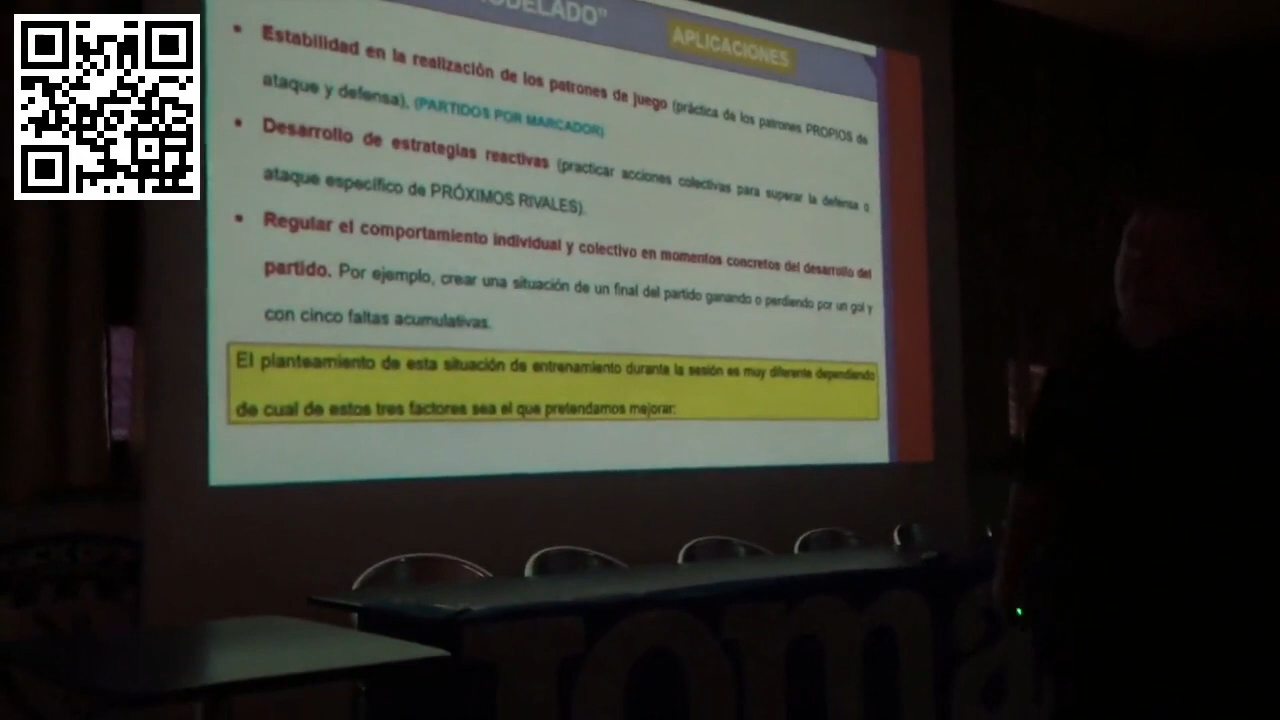 ODELADO"
APLICACIONES
• Estabilidad en la realización de los patrones de juego (práctica de los patrones PROPIOS de
ataque y defensa), (PARTIDOS POR MARCADOR)
• Desarrollo de estrategias reactivas (practicar acciones colectivas para superar la defensa o
ataque específico de PRÓXIMOS RIVALES).
• Regular el comportamiento individual y colectivo en momentos concretos del desarrollo del
partido. Por ejemplo, crear una situación de un final del partido ganando o perdiendo por un gol y
con cinco faltas acumulativas.
El planteamiento de esta situación de entrenamiento durante la sesión es muy diferente dependiendo
de cual de estos tres factores sea el que pretendamos mejorar:
Joma